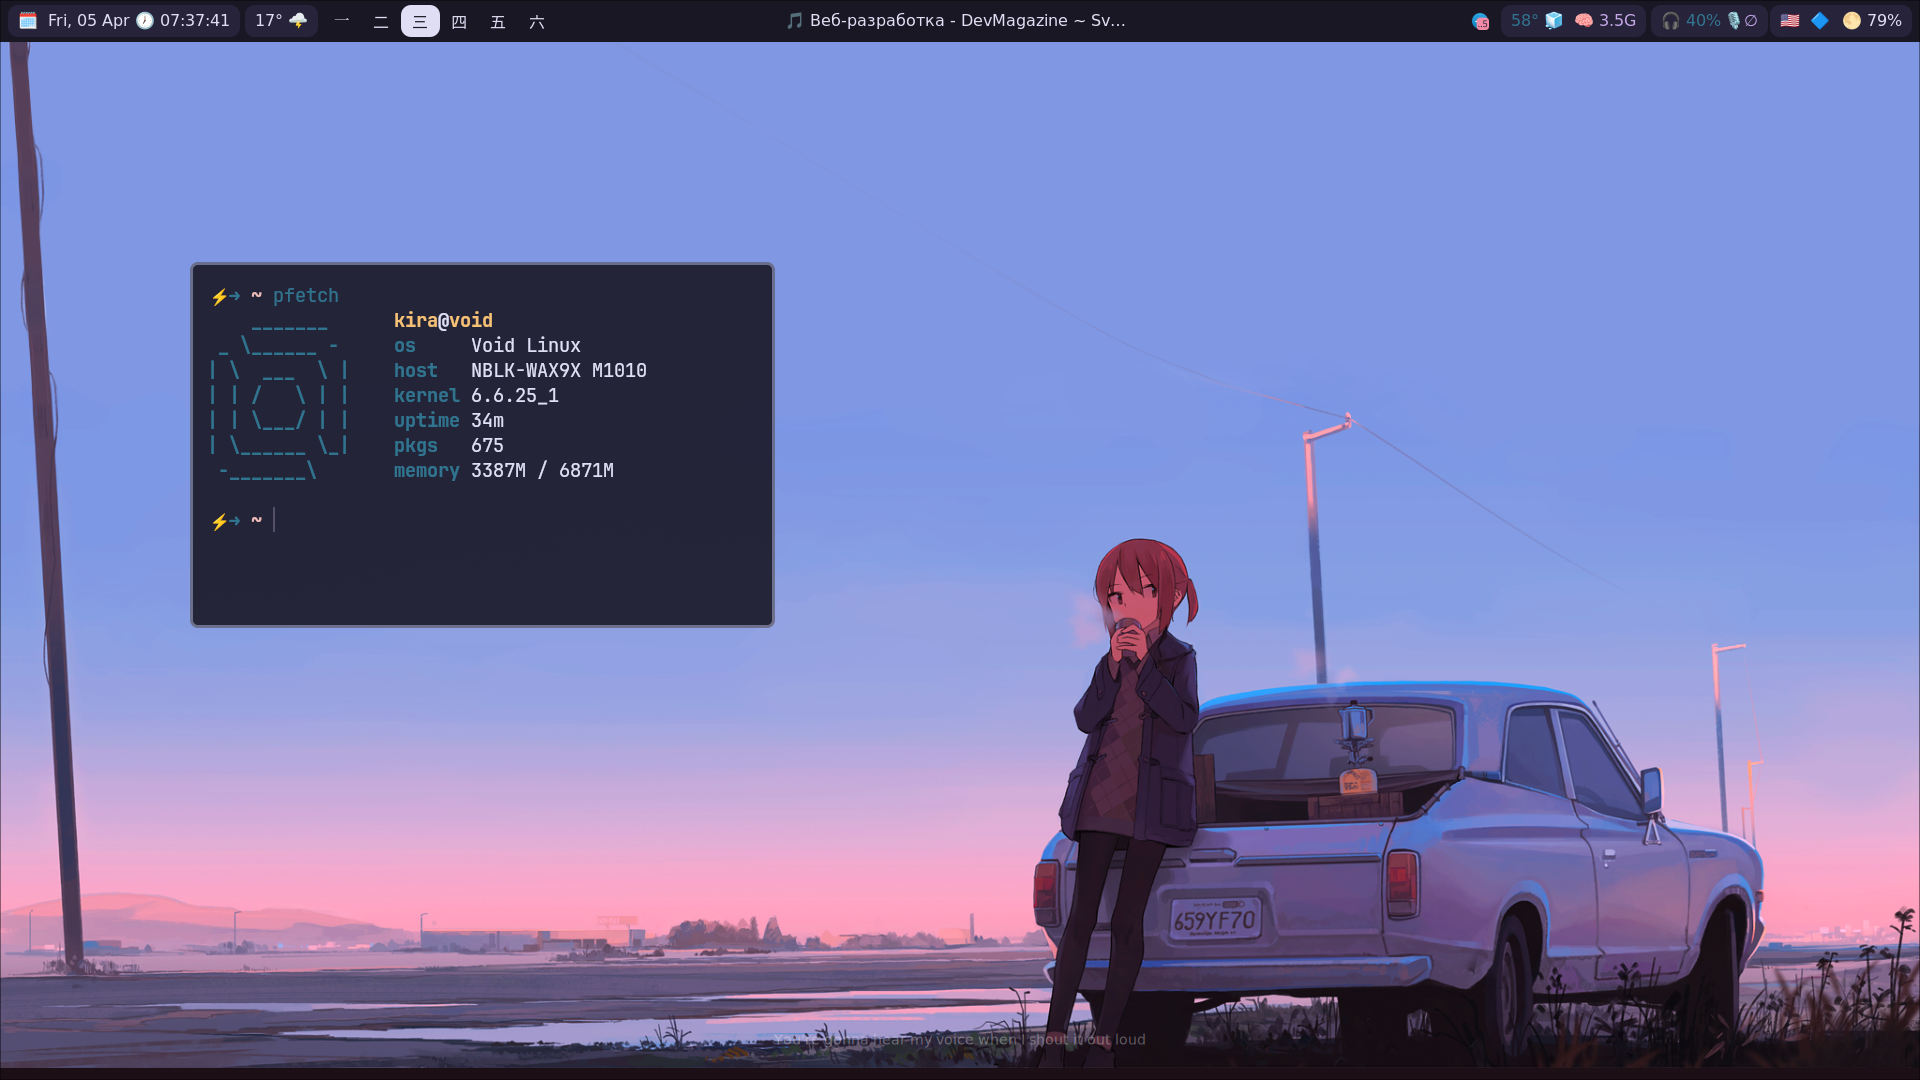 Fri, 05 Apr 07:37:41 17° 一 二 三 四 五 六 Веб-разработка - DevMagazine ~ Sv... 58° 3.5G 40% ∅ 79%
~ pfetch
kira@void
os Void Linux
host NBLK-WAX9X M1010
kernel 6.6.25_1
uptime 34m
pkgs 675
memory 3387M / 6871M
~
659YF70
You're gonna hear my voice when I shout it out loud